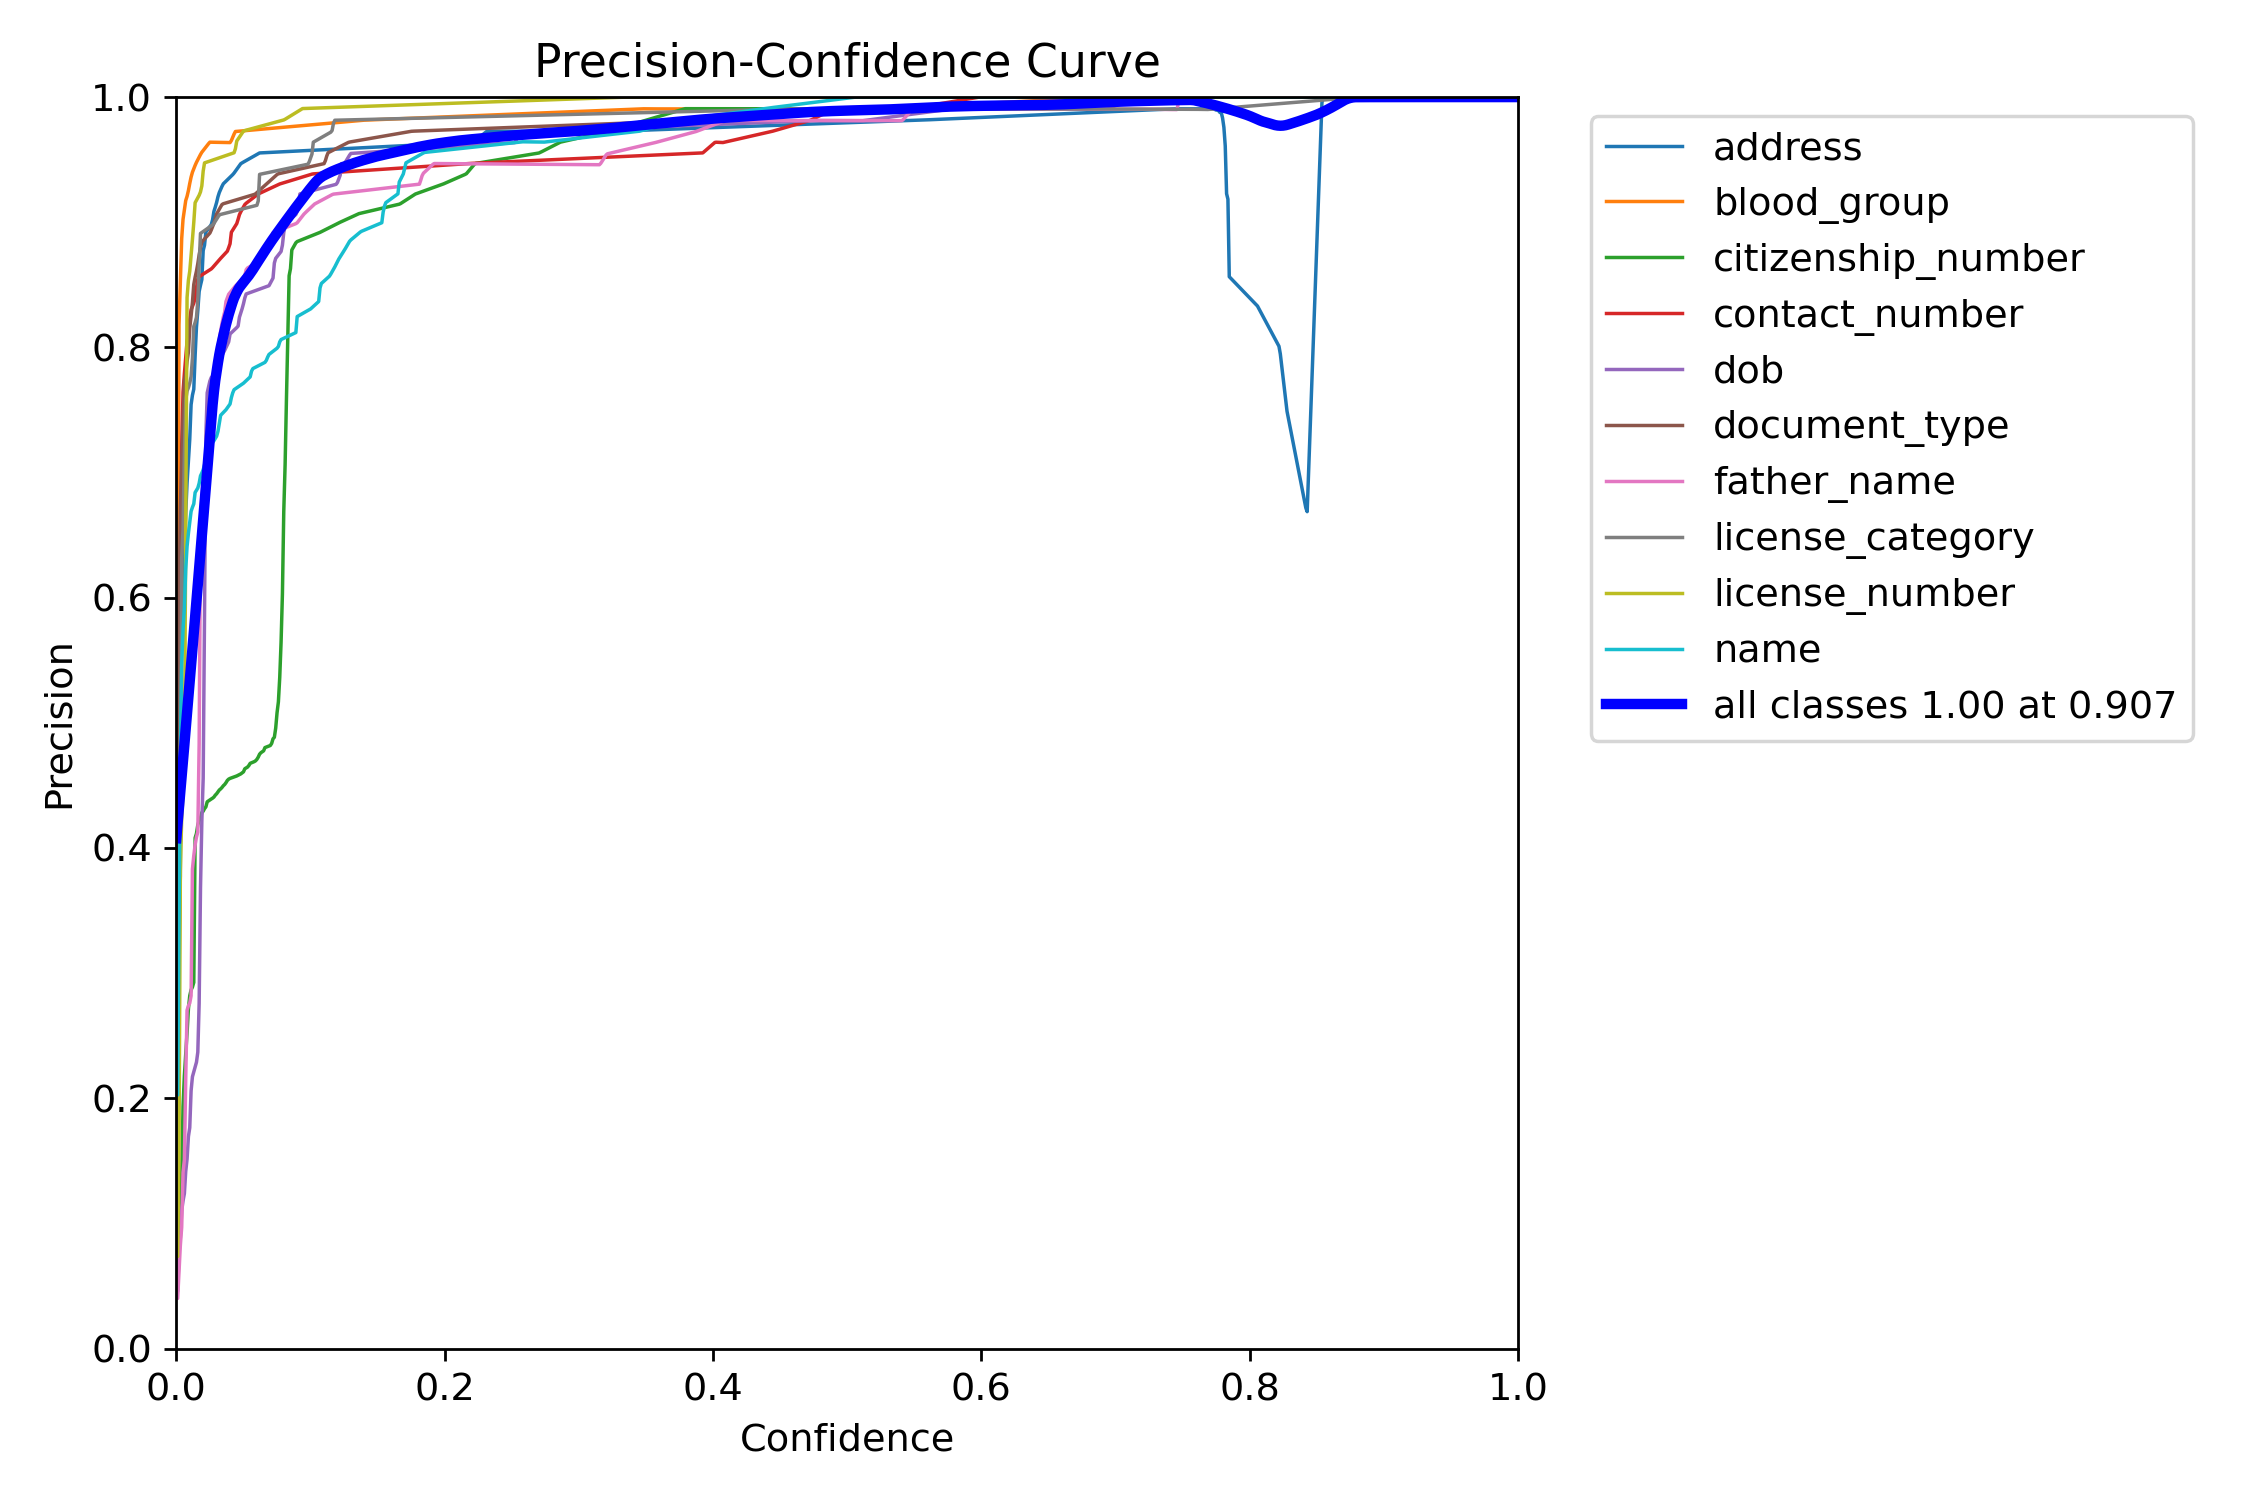 Precision-Confidence Curve
1.0
0.8
0.6
0.4
0.2
0.0
Precision
0.0 0.2 0.4 0.6 0.8 1.0
Confidence
address
blood_group
citizenship_number
contact_number
dob
document_type
father_name
license_category
license_number
name
all classes 1.00 at 0.907